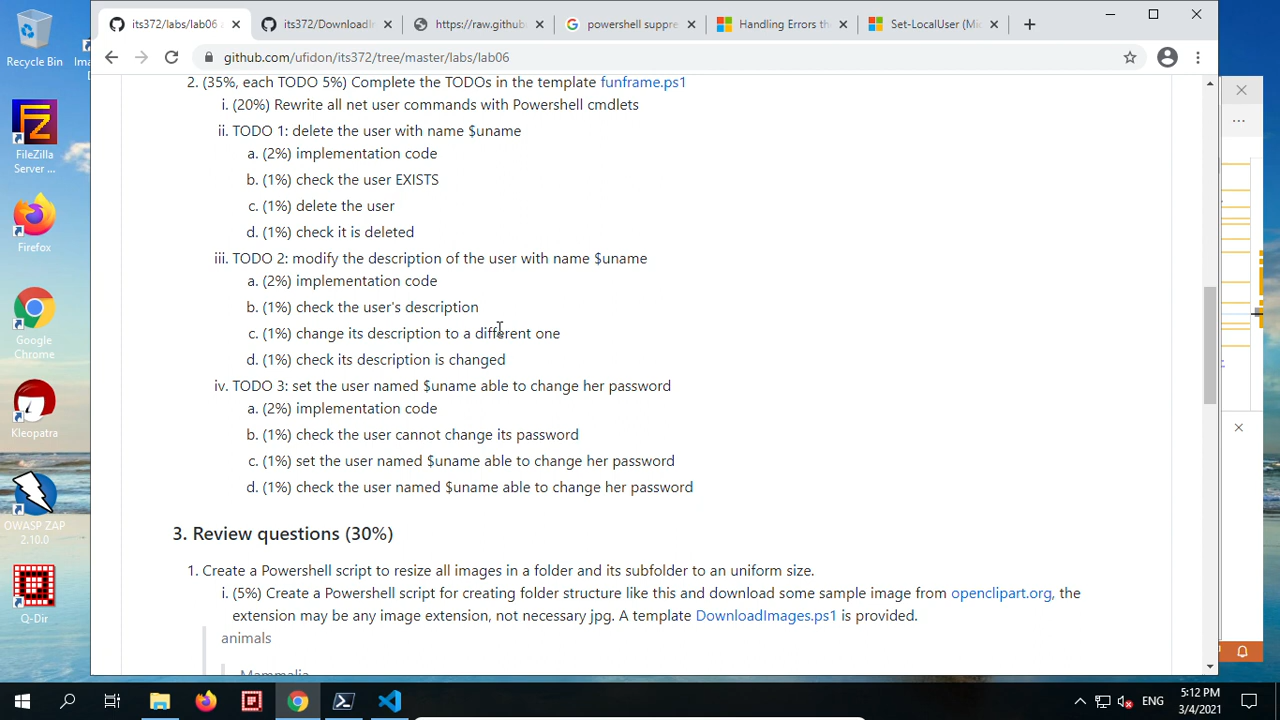 Recycle Bin
Ima
FileZilla
Server ...
Firefox
Google
Chrome
Kleopatra
OWASP ZAP
2.10.0
Q-Dir
its372/labs/lab06
its372/DownloadI
https://raw.github
powershell suppre
Handling Errors th
Set-LocalUser (Mi
github.com/ufidon/its372/tree/master/labs/lab06
2. (35%, each TODO 5%) Complete the TODOs in the template funframe.ps1
i. (20%) Rewrite all net user commands with Powershell cmdlets
ii. TODO 1: delete the user with name $uname
a. (2%) implementation code
b. (1%) check the user EXISTS
c. (1%) delete the user
d. (1%) check it is deleted
iii. TODO 2: modify the description of the user with name $uname
a. (2%) implementation code
b. (1%) check the user's description
c. (1%) change its description to a different one
d. (1%) check its description is changed
iv. TODO 3: set the user named $uname able to change her password
a. (2%) implementation code
b. (1%) check the user cannot change its password
c. (1%) set the user named $uname able to change her password
d. (1%) check the user named $uname able to change her password
3. Review questions (30%)
1. Create a Powershell script to resize all images in a folder and its subfolder to an uniform size.
i. (5%) Create a Powershell script for creating folder structure like this and download some sample image from openclipart.org, the
extension may be any image extension, not necessary jpg. A template DownloadImages.ps1 is provided.
animals
Mammalia
ENG
5:12 PM
3/4/2021